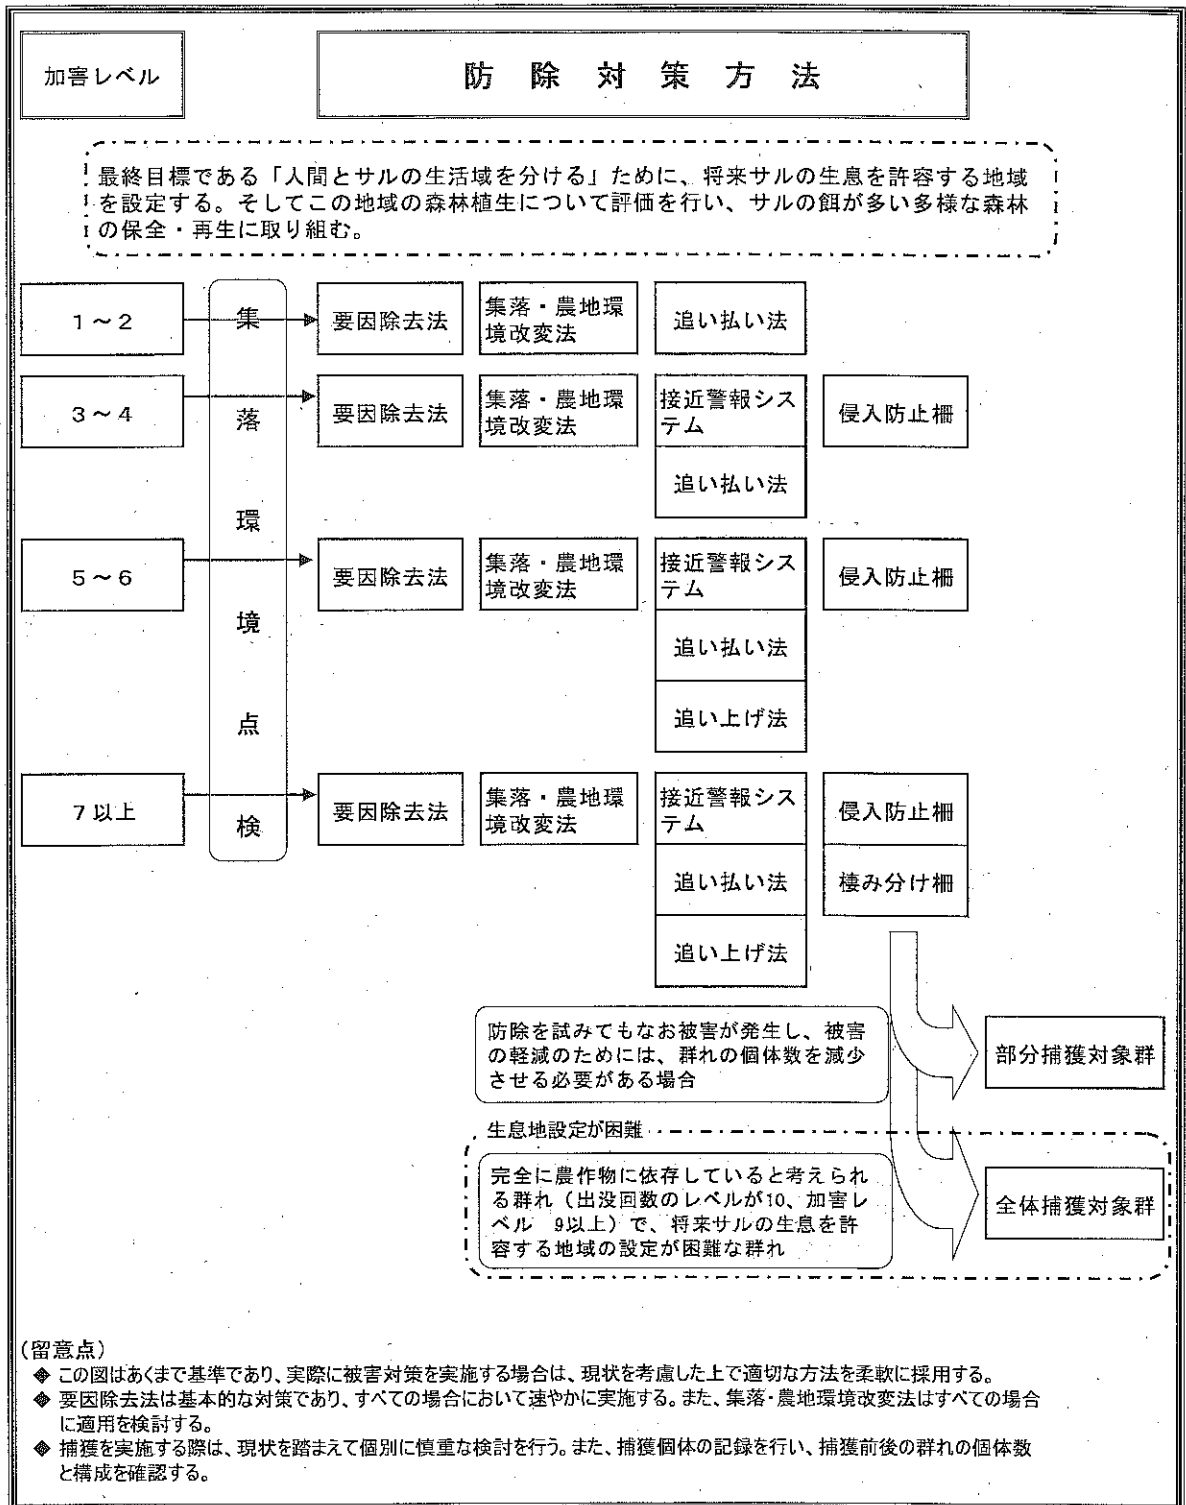 加害レベル
防除対策方法
最終目標である「人間とサルの生活域を分ける」ために、将来サルの生息を許容する地域
を設定する。そしてこの地域の森林植生について評価を行い、サルの餌が多い多様な森林
の保全・再生に取り組む。
集落環境点検
1～2
要因除去法
集落・農地環
境改変法
追い払い法
3～4
要因除去法
集落・農地環
境改変法
接近警報シス
テム
侵入防止柵
追い払い法
5～6
要因除去法
集落・農地環
境改変法
接近警報シス
テム
侵入防止柵
追い払い法
追い上げ法
7以上
要因除去法
集落・農地環
境改変法
接近警報シス
テム
侵入防止柵
追い払い法
棲み分け柵
追い上げ法
防除を試みてもなお被害が発生し、被害
の軽減のためには、群れの個体数を減少
させる必要がある場合
部分捕獲対象群
生息地設定が困難
完全に農作物に依存していると考えられ
る群れ（出没回数のレベルが10、加害レ
ベル　9以上）で、将来サルの生息を許
容する地域の設定が困難な群れ
全体捕獲対象群
(留意点)
◆ この図はあくまで基準であり、実際に被害対策を実施する場合は、現状を考慮した上で適切な方法を柔軟に採用する。
◆ 要因除去法は基本的な対策であり、すべての場合において速やかに実施する。また、集落・農地環境改変法はすべての場合
に適用を検討する。
◆ 捕獲を実施する際は、現状を踏まえて個別に慎重な検討を行う。また、捕獲個体の記録を行い、捕獲前後の群れの個体数
と構成を確認する。